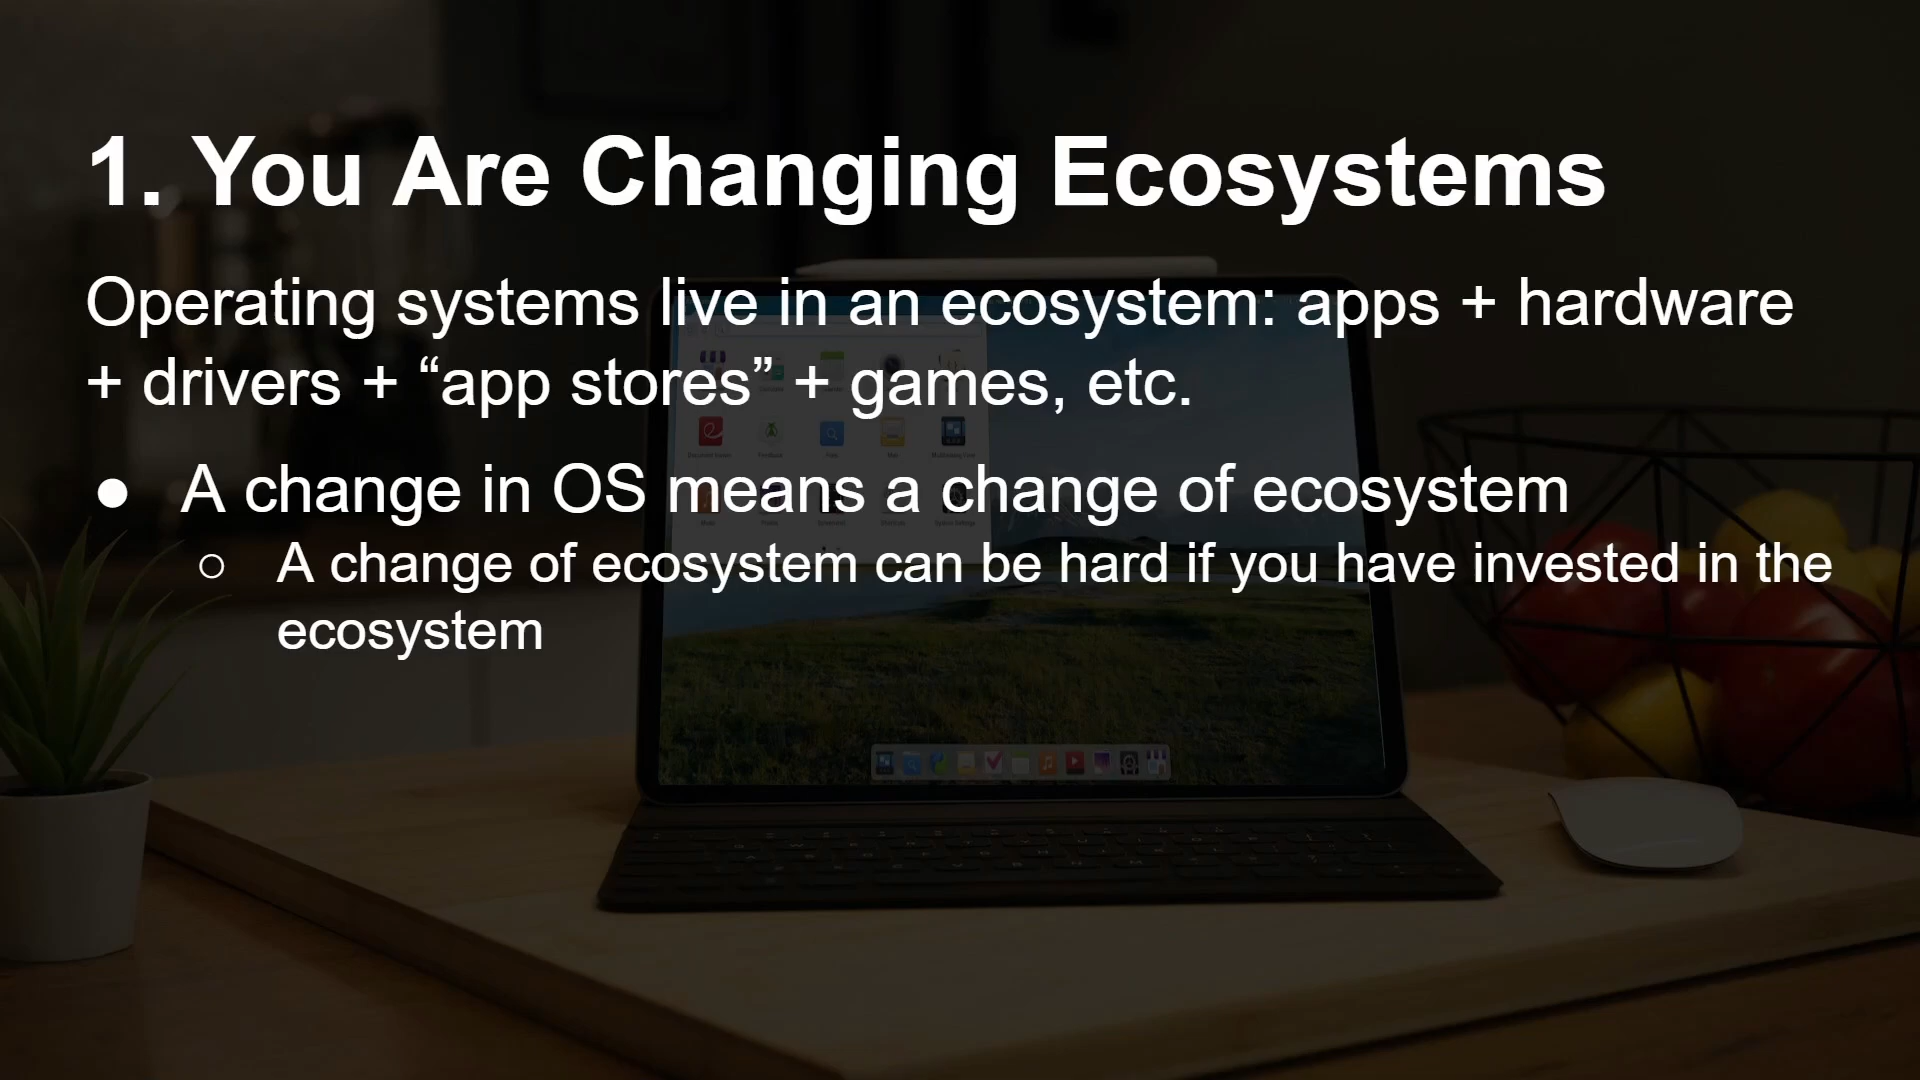 1. You Are Changing Ecosystems
Operating systems live in an ecosystem: apps + hardware
+ drivers + “app stores” + games, etc.
● A change in OS means a change of ecosystem
○ A change of ecosystem can be hard if you have invested in the
ecosystem